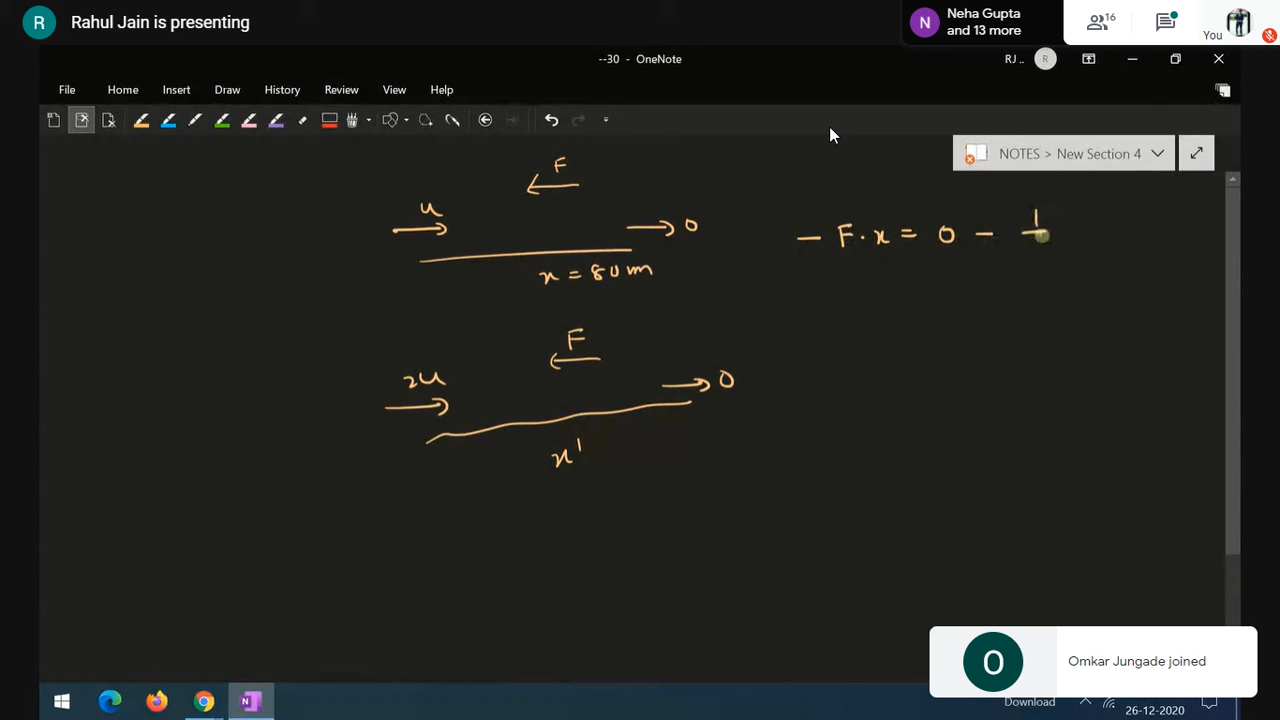 R Rahul Jain is presenting
N Neha Gupta
and 13 more
16
You
--30 - OneNote
RJ ..
R
File Home Insert Draw History Review View Help
NOTES > New Section 4
F
u
0
x = 80m
- F·x = 0 - 1
F
2u
0
x'
O Omkar Jungade joined
Download
N
26-12-2020